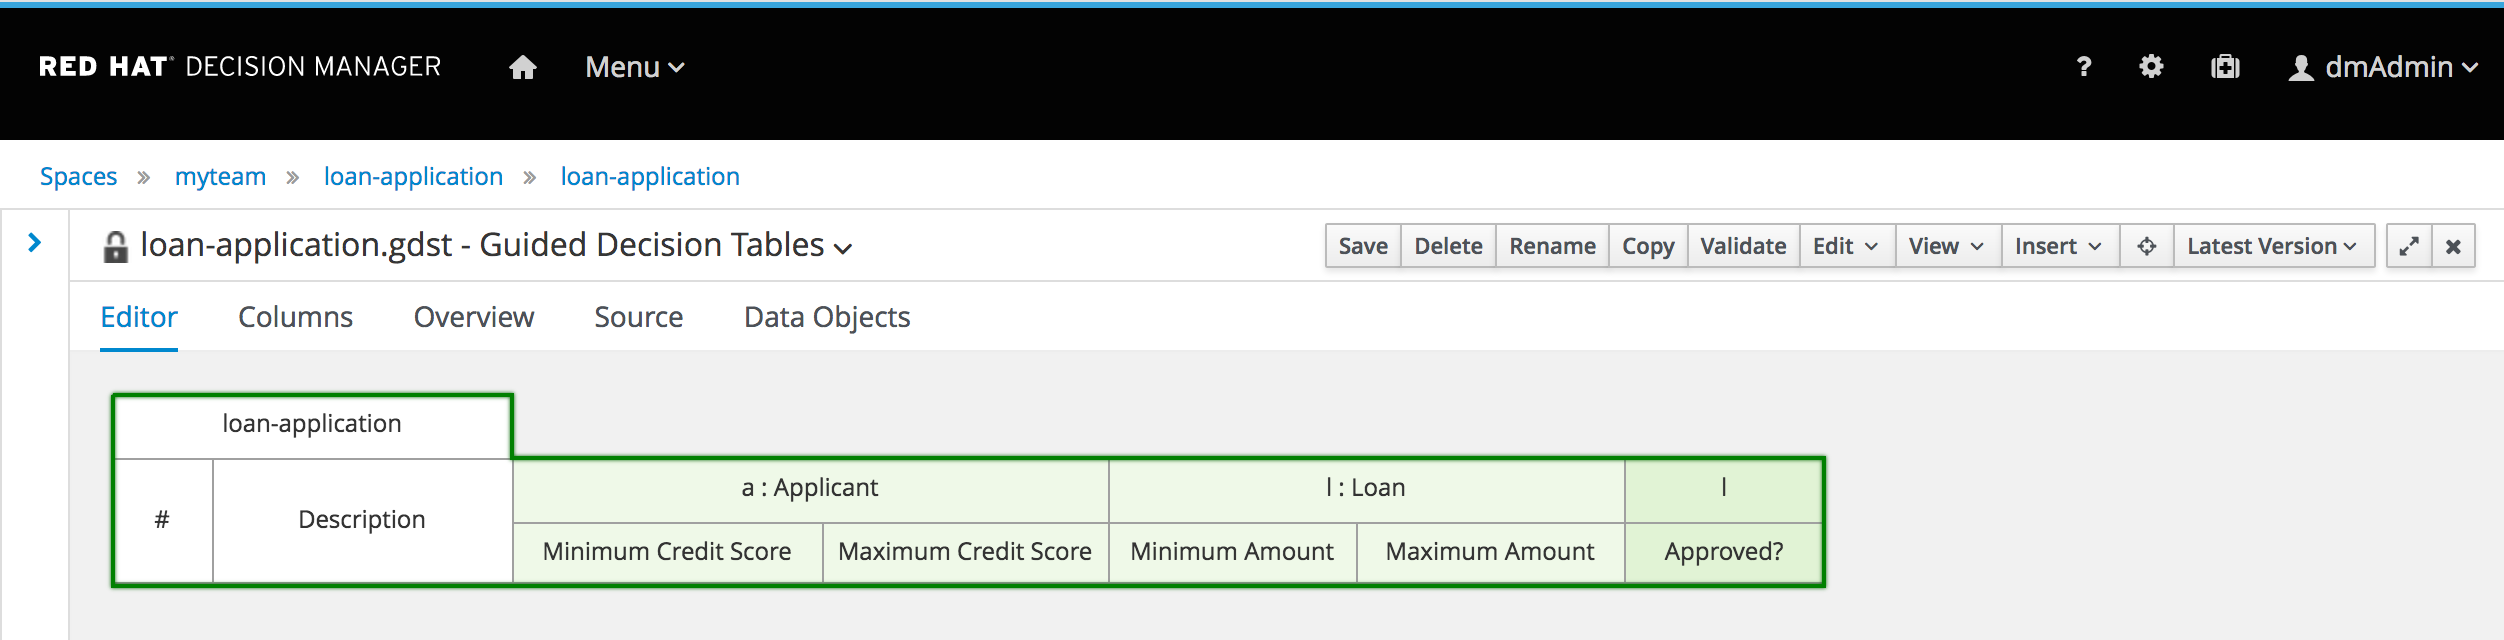 RED HAT® DECISION MANAGER Menu ? dmAdmin
Spaces » myteam » loan-application » loan-application
loan-application.gdst - Guided Decision Tables Save Delete Rename Copy Validate Edit View Insert Latest Version
Editor Columns Overview Source Data Objects
loan-application
a : Applicant l : Loan l
# Description
Minimum Credit Score Maximum Credit Score Minimum Amount Maximum Amount Approved?